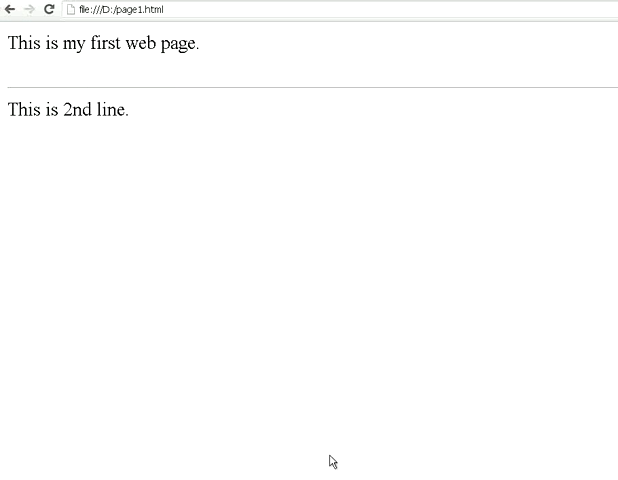 file:///D:/page1.html
This is my first web page.
This is 2nd line.